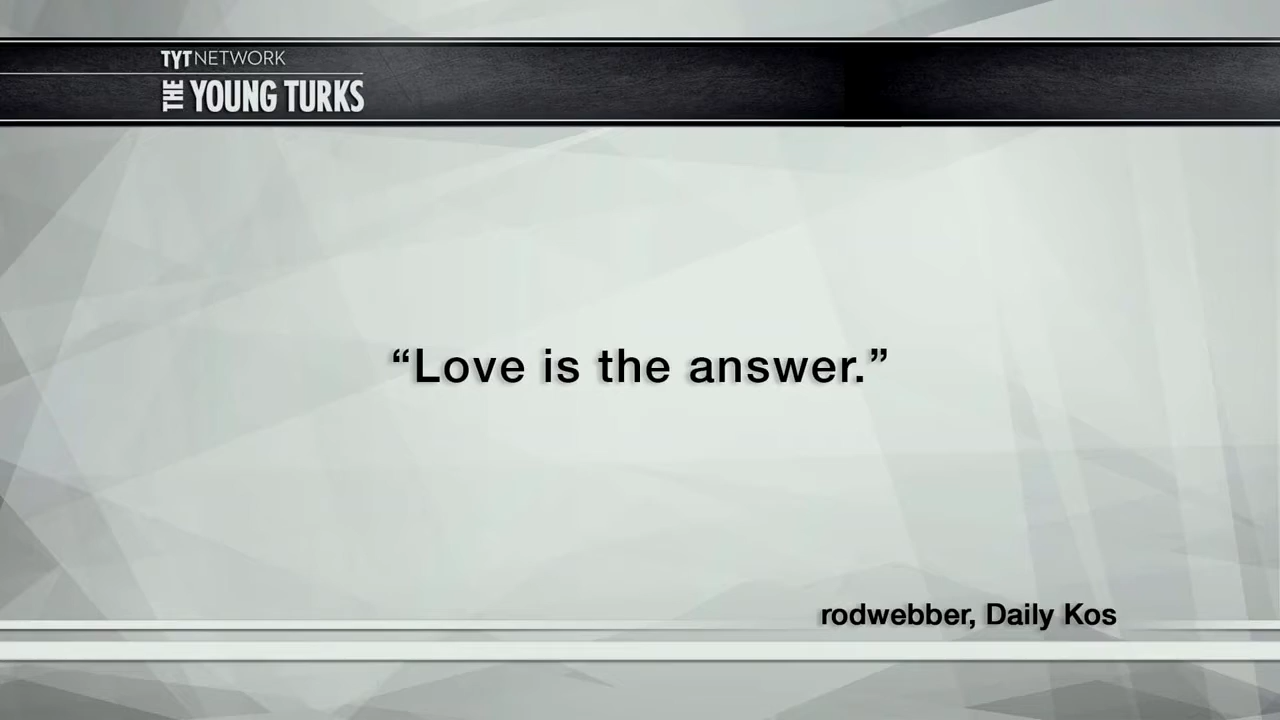 TYT NETWORK
THE YOUNG TURKS
“Love is the answer.”
rodwebber, Daily Kos